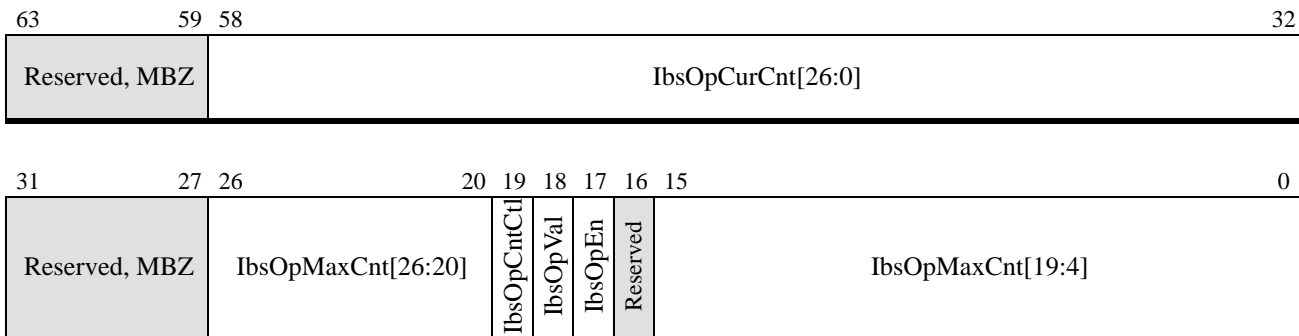 63 59 58 32
Reserved, MBZ IbsOpCurCnt[26:0]
31 27 26 20 19 18 17 16 15 0
Reserved, MBZ IbsOpMaxCnt[26:20] IbsOpCntCtl IbsOpVal IbsOpEn Reserved IbsOpMaxCnt[19:4]